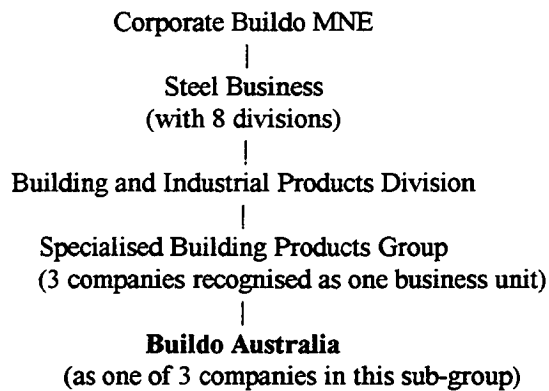 Corporate Buildo MNE
Steel Business
(with 8 divisions)
Building and Industrial Products Division
Specialised Building Products Group
(3 companies recognised as one business unit)
Buildo Australia
(as one of 3 companies in this sub-group)